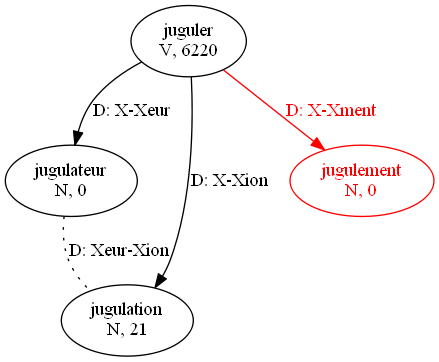 juguler
V, 6220
D: X-Xeur
D: X-Xment
jugulateur
N, 0
D: X-Xion
jugulement
N, 0
D: Xeur-Xion
jugulation
N, 21